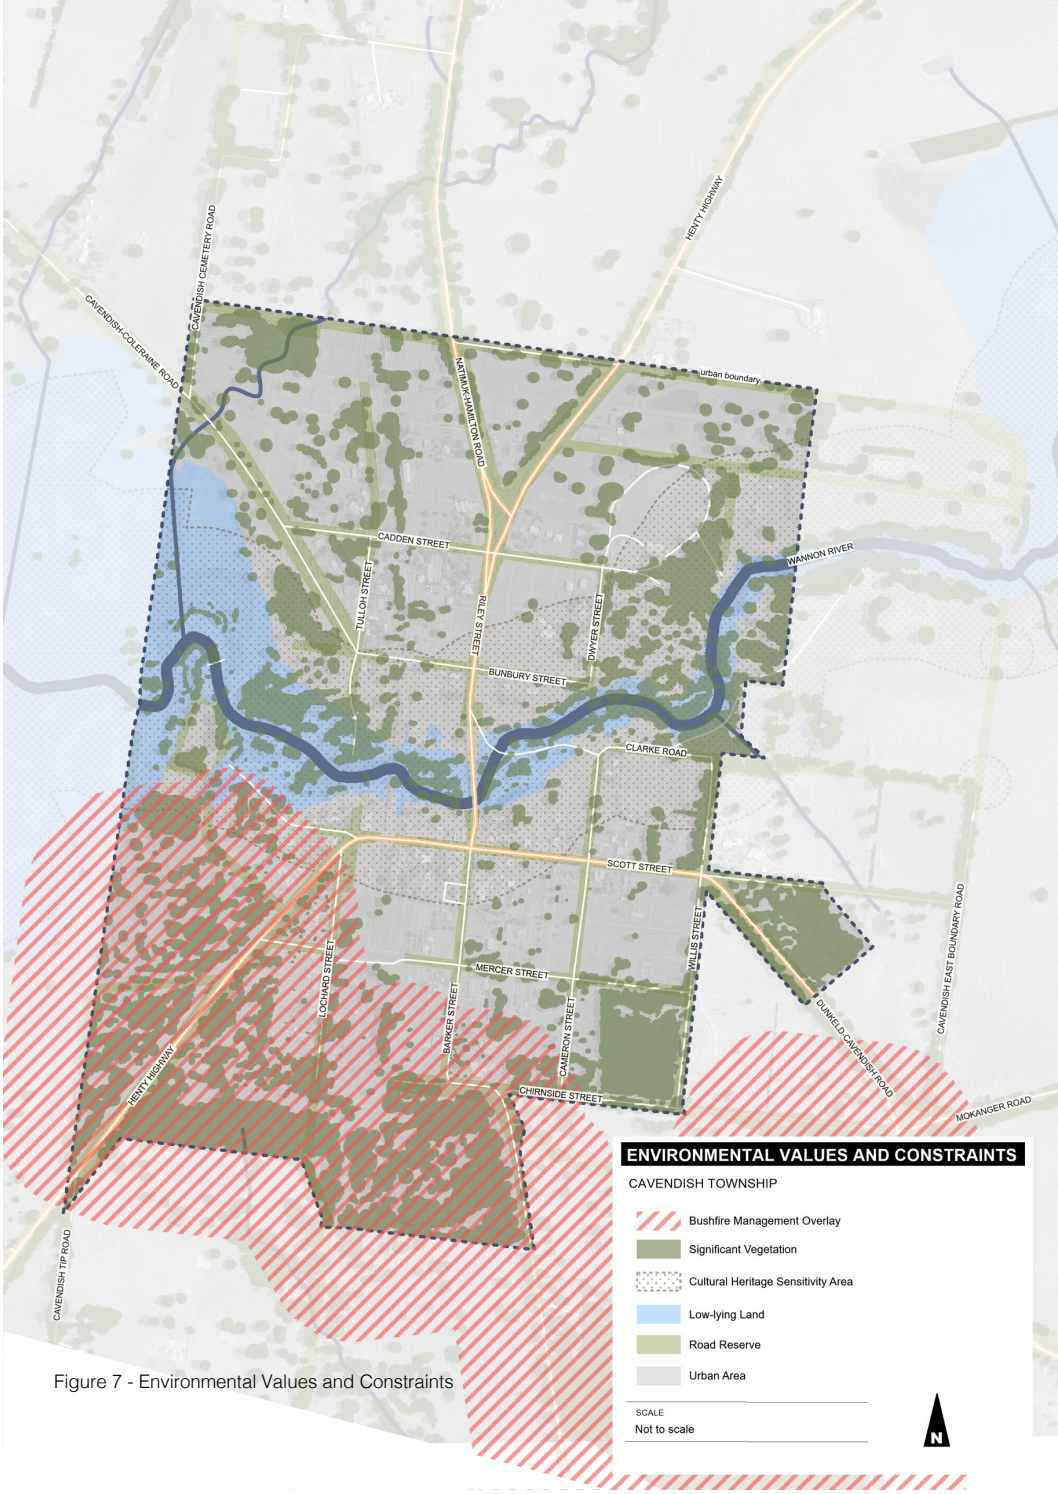 HENTY HIGHWAY
CAVENDISH CEMETERY ROAD
CAVENDISH-COLERAINE ROAD
NATIMUK-HAMILTON ROAD
urban boundary
CADDEN STREET
WANNON RIVER
TULLOH STREET
RILEY STREET
DWYER STREET
BUNBURY STREET
CLARKE ROAD
SCOTT STREET
WILLIS STREET
LOCHARD STREET
MERCER STREET
BARKER STREET
CAMERON STREET
CAVENDISH EAST BOUNDARY ROAD
DUNKELD-CAVENDISH ROAD
HENTY HIGHWAY
CHIRNSIDE STREET
MOKANGER ROAD
CAVENDISH TIP ROAD
ENVIRONMENTAL VALUES AND CONSTRAINTS
CAVENDISH TOWNSHIP
Bushfire Management Overlay
Significant Vegetation
Cultural Heritage Sensitivity Area
Low-lying Land
Road Reserve
Urban Area
SCALE
Not to scale
N
Figure 7 - Environmental Values and Constraints